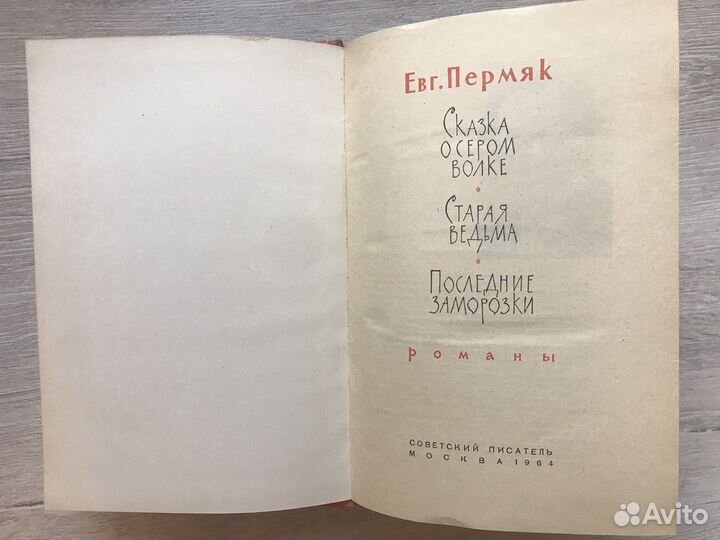 Евг. Пермяк
Сказка
о сером
волке
Старая
ведьма
Последние
заморозки
романы
СОВЕТСКИЙ ПИСАТЕЛЬ
МОСКВА 1964
Avito